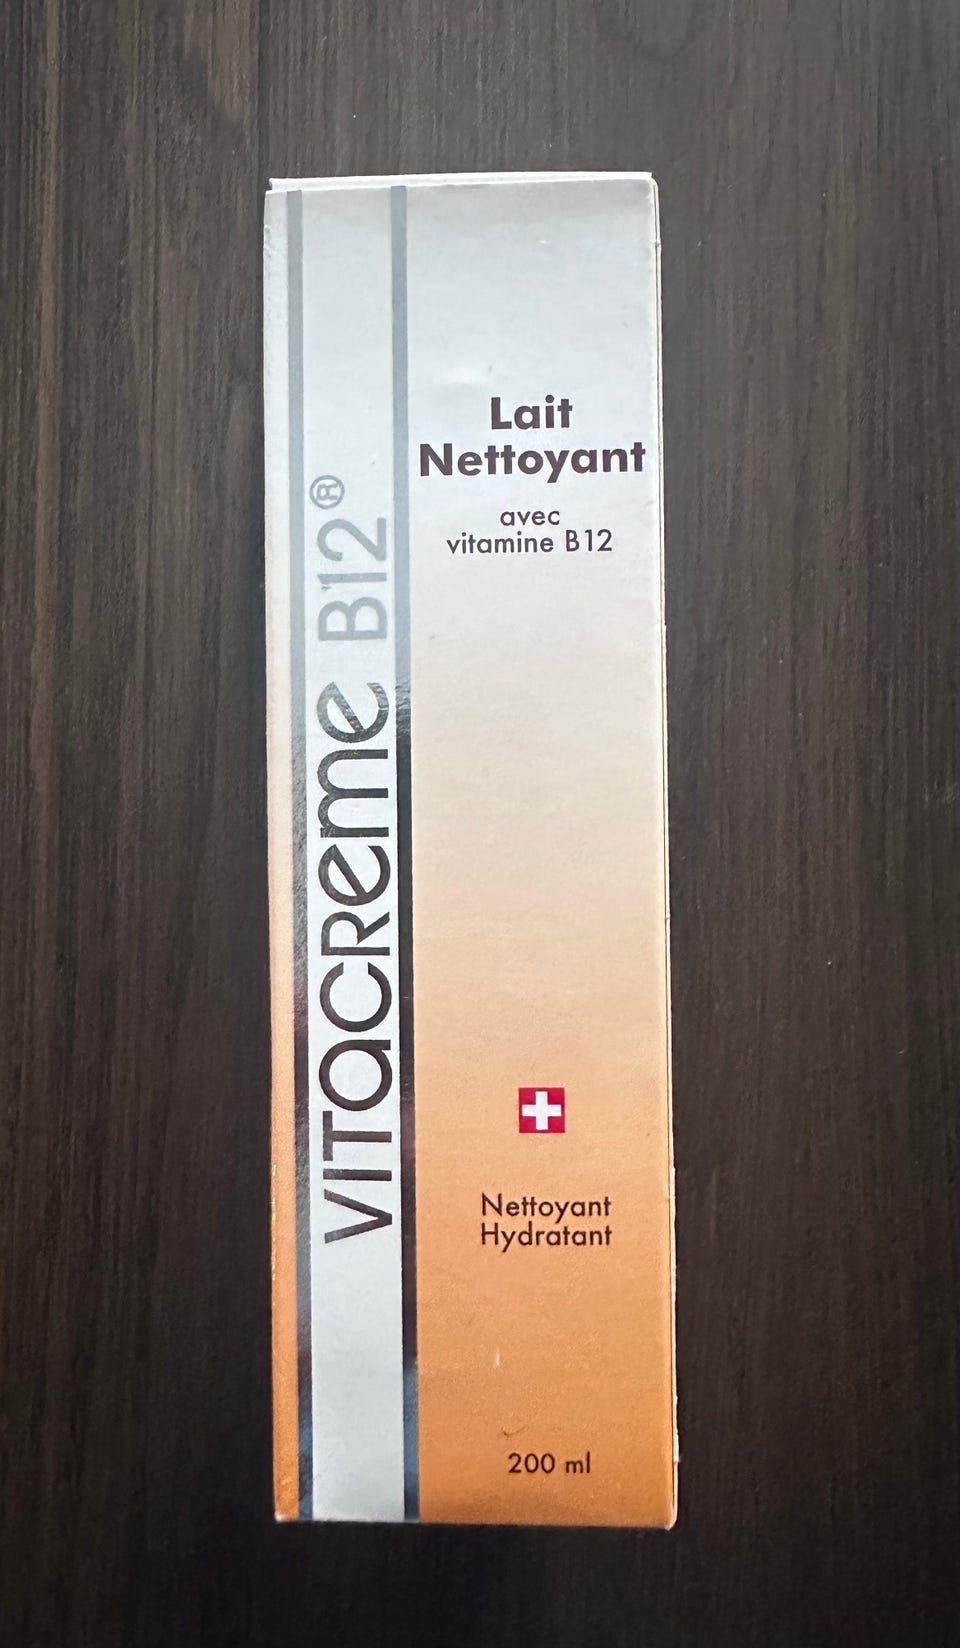 VITACREME B12®
Lait
Nettoyant
avec
vitamine B12
Nettoyant
Hydratant
200 ml